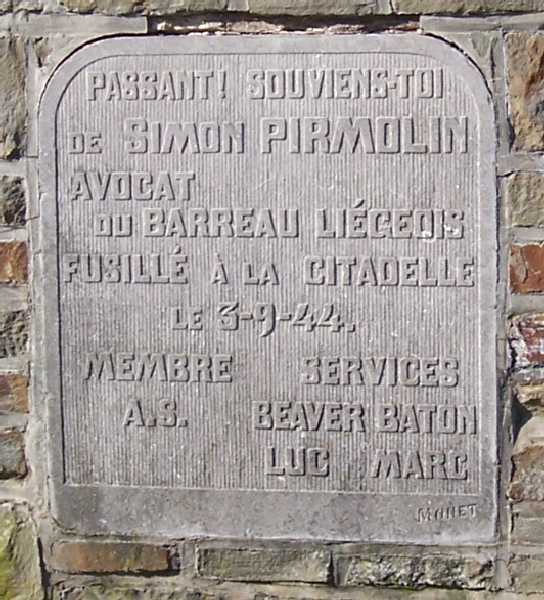 PASSANT! SOUVIENS-TOI
DE SIMON PIRMOLIN
AVOCAT
DU BARREAU LIÉGEOIS
FUSILLÉ À LA CITADELLE
LE 3-9-44.
MEMBRE SERVICES
A.S. BEAVER BATON
LUC MARC
MONET